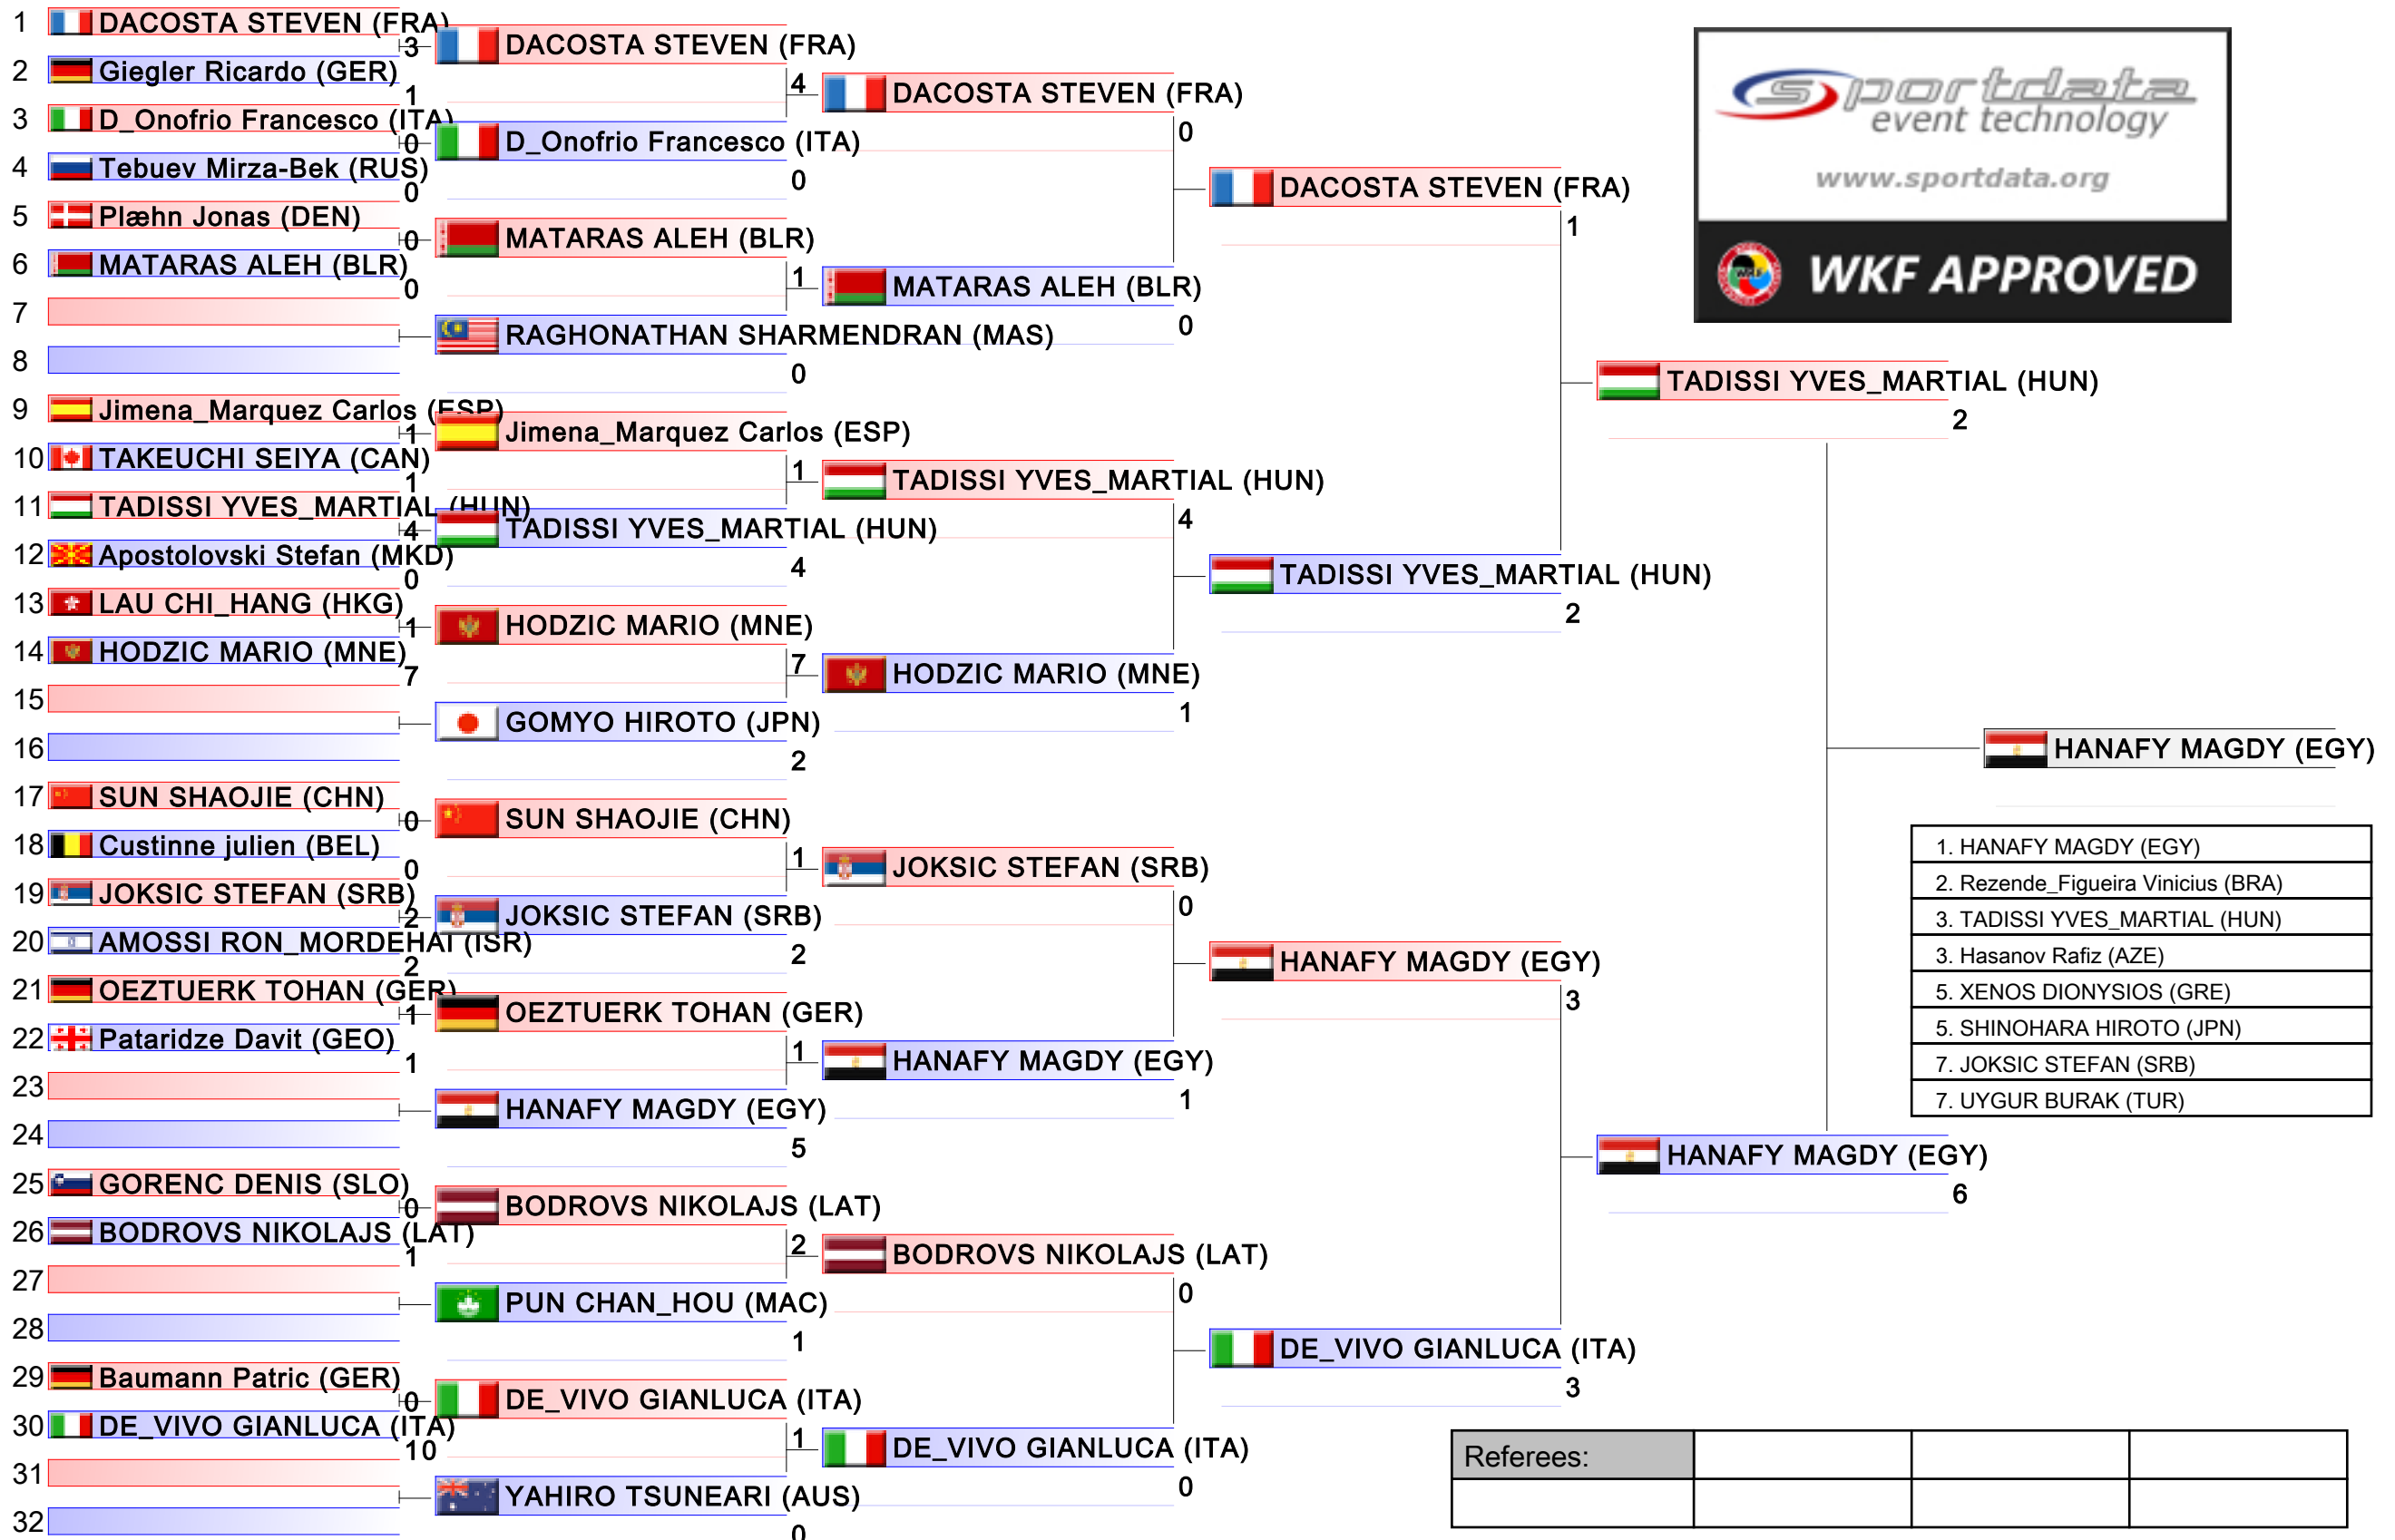 1 DACOSTA STEVEN (FRA)
3
2 Giegler Ricardo (GER)
1
3 D_Onofrio Francesco (ITA)
0
4 Tebuev Mirza-Bek (RUS)
0
5 Plæhn Jonas (DEN)
0
6 MATARAS ALEH (BLR)
0
7
8
9 Jimena_Marquez Carlos (ESP)
1
10 TAKEUCHI SEIYA (CAN)
1
11 TADISSI YVES_MARTIAL (HUN)
4
12 Apostolovski Stefan (MKD)
0
13 LAU CHI_HANG (HKG)
1
14 HODZIC MARIO (MNE)
7
15
16
17 SUN SHAOJIE (CHN)
0
18 Custinne julien (BEL)
0
19 JOKSIC STEFAN (SRB)
2
20 AMOSSI RON_MORDEHAI (ISR)
2
21 OEZTUERK TOHAN (GER)
1
22 Pataridze Davit (GEO)
1
23
24
25 GORENC DENIS (SLO)
0
26 BODROVS NIKOLAJS (LAT)
1
27
28
29 Baumann Patric (GER)
0
30 DE_VIVO GIANLUCA (ITA)
10
31
32
DACOSTA STEVEN (FRA)
4
D_Onofrio Francesco (ITA)
0
MATARAS ALEH (BLR)
1
RAGHONATHAN SHARMENDRAN (MAS)
0
Jimena_Marquez Carlos (ESP)
1
TADISSI YVES_MARTIAL (HUN)
4
HODZIC MARIO (MNE)
7
GOMYO HIROTO (JPN)
2
SUN SHAOJIE (CHN)
1
JOKSIC STEFAN (SRB)
2
OEZTUERK TOHAN (GER)
1
HANAFY MAGDY (EGY)
5
BODROVS NIKOLAJS (LAT)
2
PUN CHAN_HOU (MAC)
1
DE_VIVO GIANLUCA (ITA)
1
YAHIRO TSUNEARI (AUS)
0
DACOSTA STEVEN (FRA)
0
MATARAS ALEH (BLR)
0
TADISSI YVES_MARTIAL (HUN)
4
HODZIC MARIO (MNE)
1
JOKSIC STEFAN (SRB)
0
HANAFY MAGDY (EGY)
1
BODROVS NIKOLAJS (LAT)
0
DE_VIVO GIANLUCA (ITA)
0
DACOSTA STEVEN (FRA)
1
TADISSI YVES_MARTIAL (HUN)
2
HANAFY MAGDY (EGY)
3
DE_VIVO GIANLUCA (ITA)
3
TADISSI YVES_MARTIAL (HUN)
2
HANAFY MAGDY (EGY)
6
HANAFY MAGDY (EGY)
sportdata
event technology
www.sportdata.org
WKF APPROVED
1. HANAFY MAGDY (EGY)
2. Rezende_Figueira Vinicius (BRA)
3. TADISSI YVES_MARTIAL (HUN)
3. Hasanov Rafiz (AZE)
5. XENOS DIONYSIOS (GRE)
5. SHINOHARA HIROTO (JPN)
7. JOKSIC STEFAN (SRB)
7. UYGUR BURAK (TUR)
Referees: